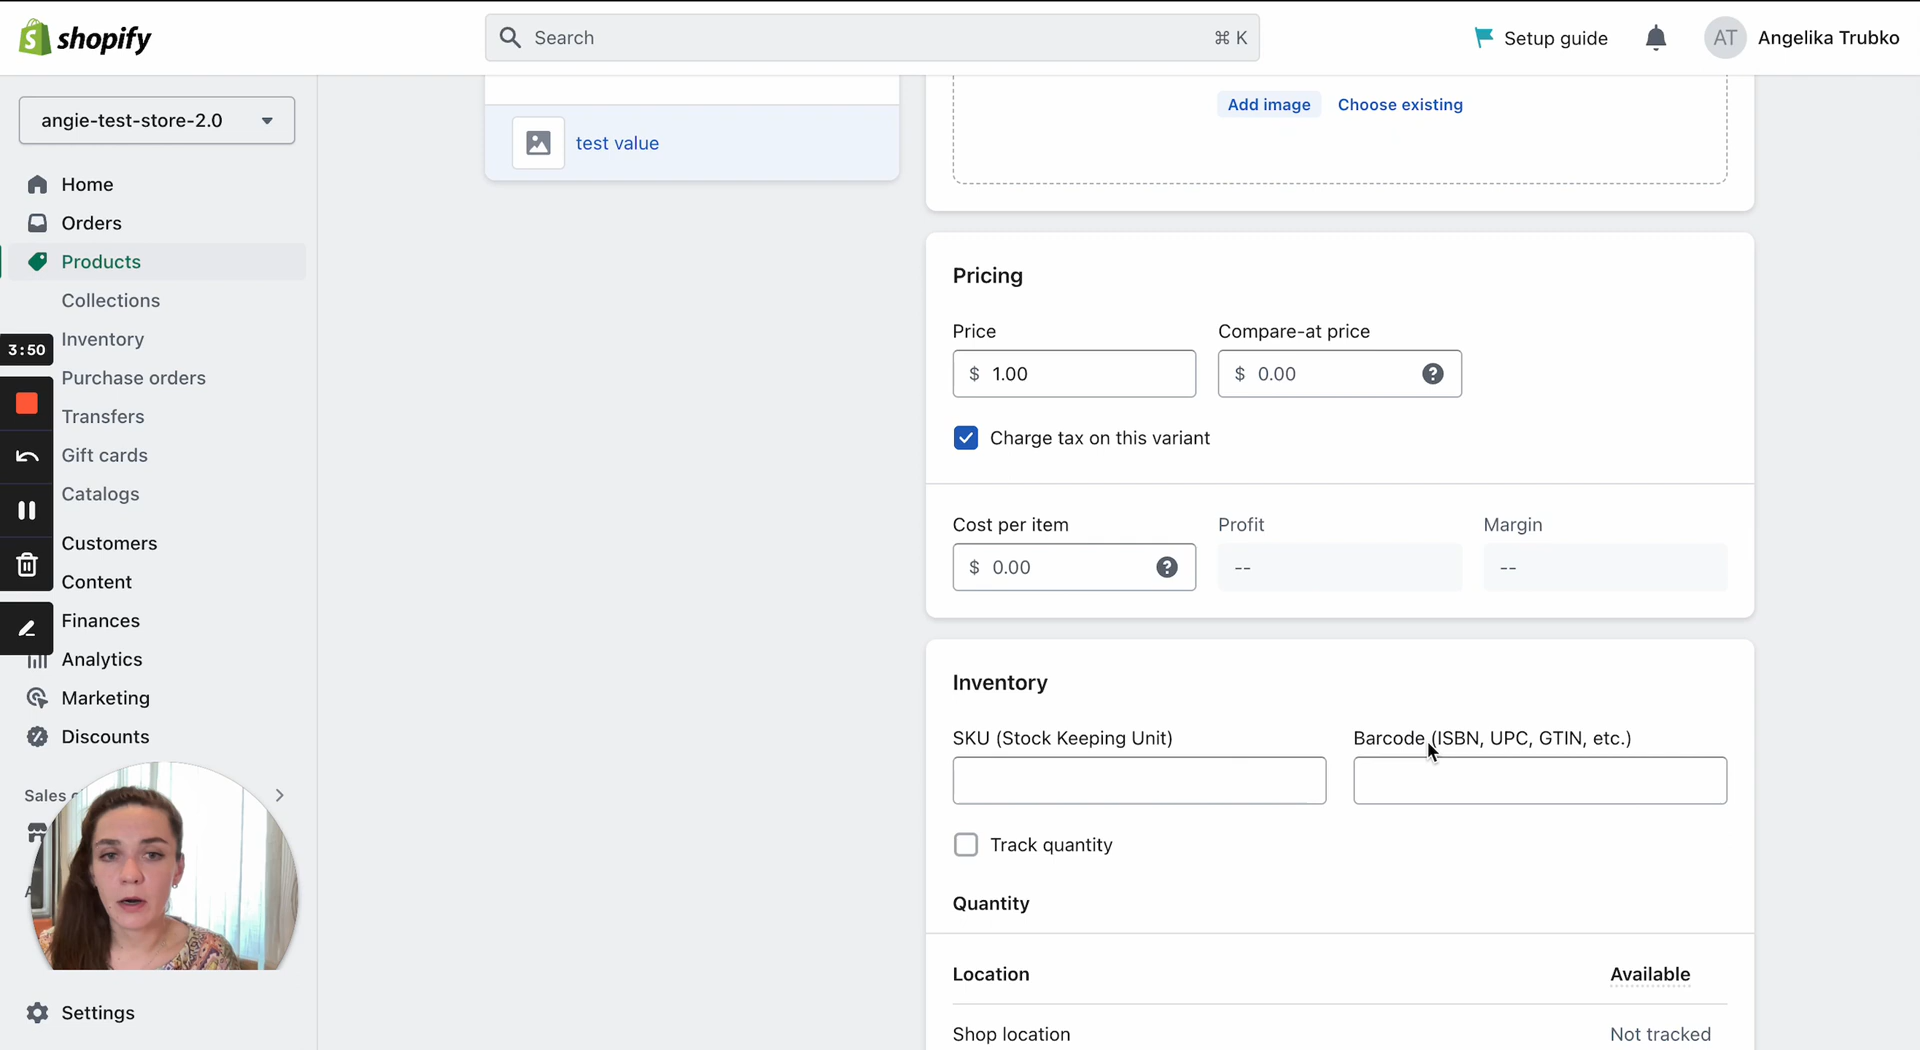 shopify
Search
⌘ K
Setup guide
AT
Angelika Trubko
angie-test-store-2.0
Home
Orders
Products
Collections
Inventory
Purchase orders
Transfers
Gift cards
Catalogs
Customers
Content
Finances
Analytics
Marketing
Discounts
Sales
Settings
3:50
test value
Add image
Choose existing
Pricing
Price
Compare-at price
$ 1.00
$ 0.00
Charge tax on this variant
Cost per item
Profit
Margin
$ 0.00
--
--
Inventory
SKU (Stock Keeping Unit)
Barcode (ISBN, UPC, GTIN, etc.)
Track quantity
Quantity
Location
Available
Shop location
Not tracked